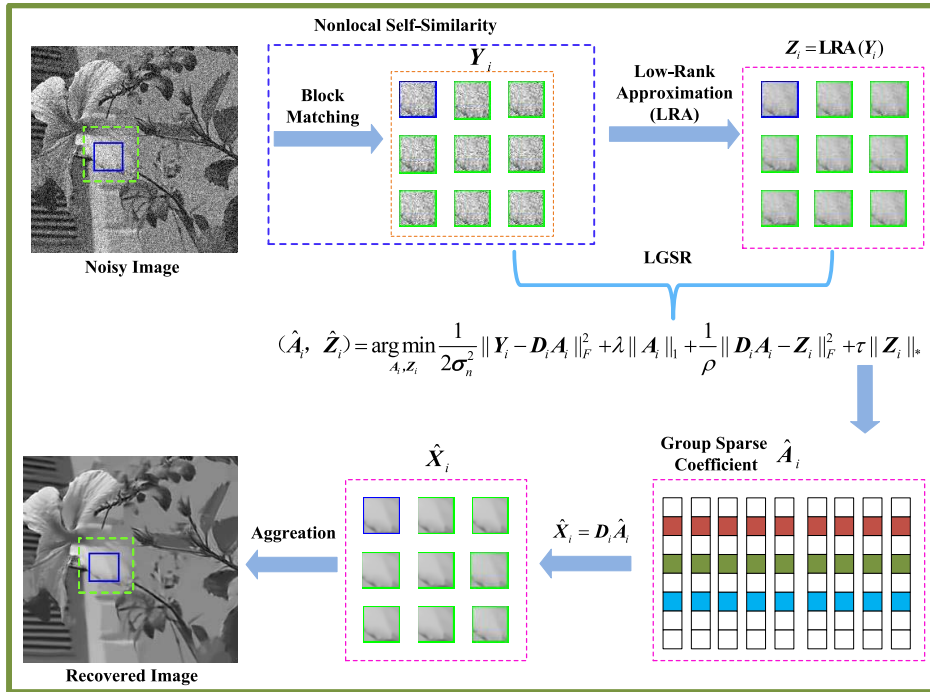 Nonlocal Self-Similarity
Y_i
Block
Matching
Low-Rank
Approximation
(LRA)
Z_i = LRA(Y_i)
Noisy Image
LGSR
(Â_i, Ẑ_i) = arg min_{A_i, Z_i} 1/(2σ_n^2) || Y_i − D_i A_i ||_F^2 + λ || A_i ||_1 + 1/ρ || D_i A_i − Z_i ||_F^2 + τ || Z_i ||_*
Group Sparse
Coefficient Â_i
X̂_i
X̂_i = D_i Â_i
Aggreation
Recovered Image